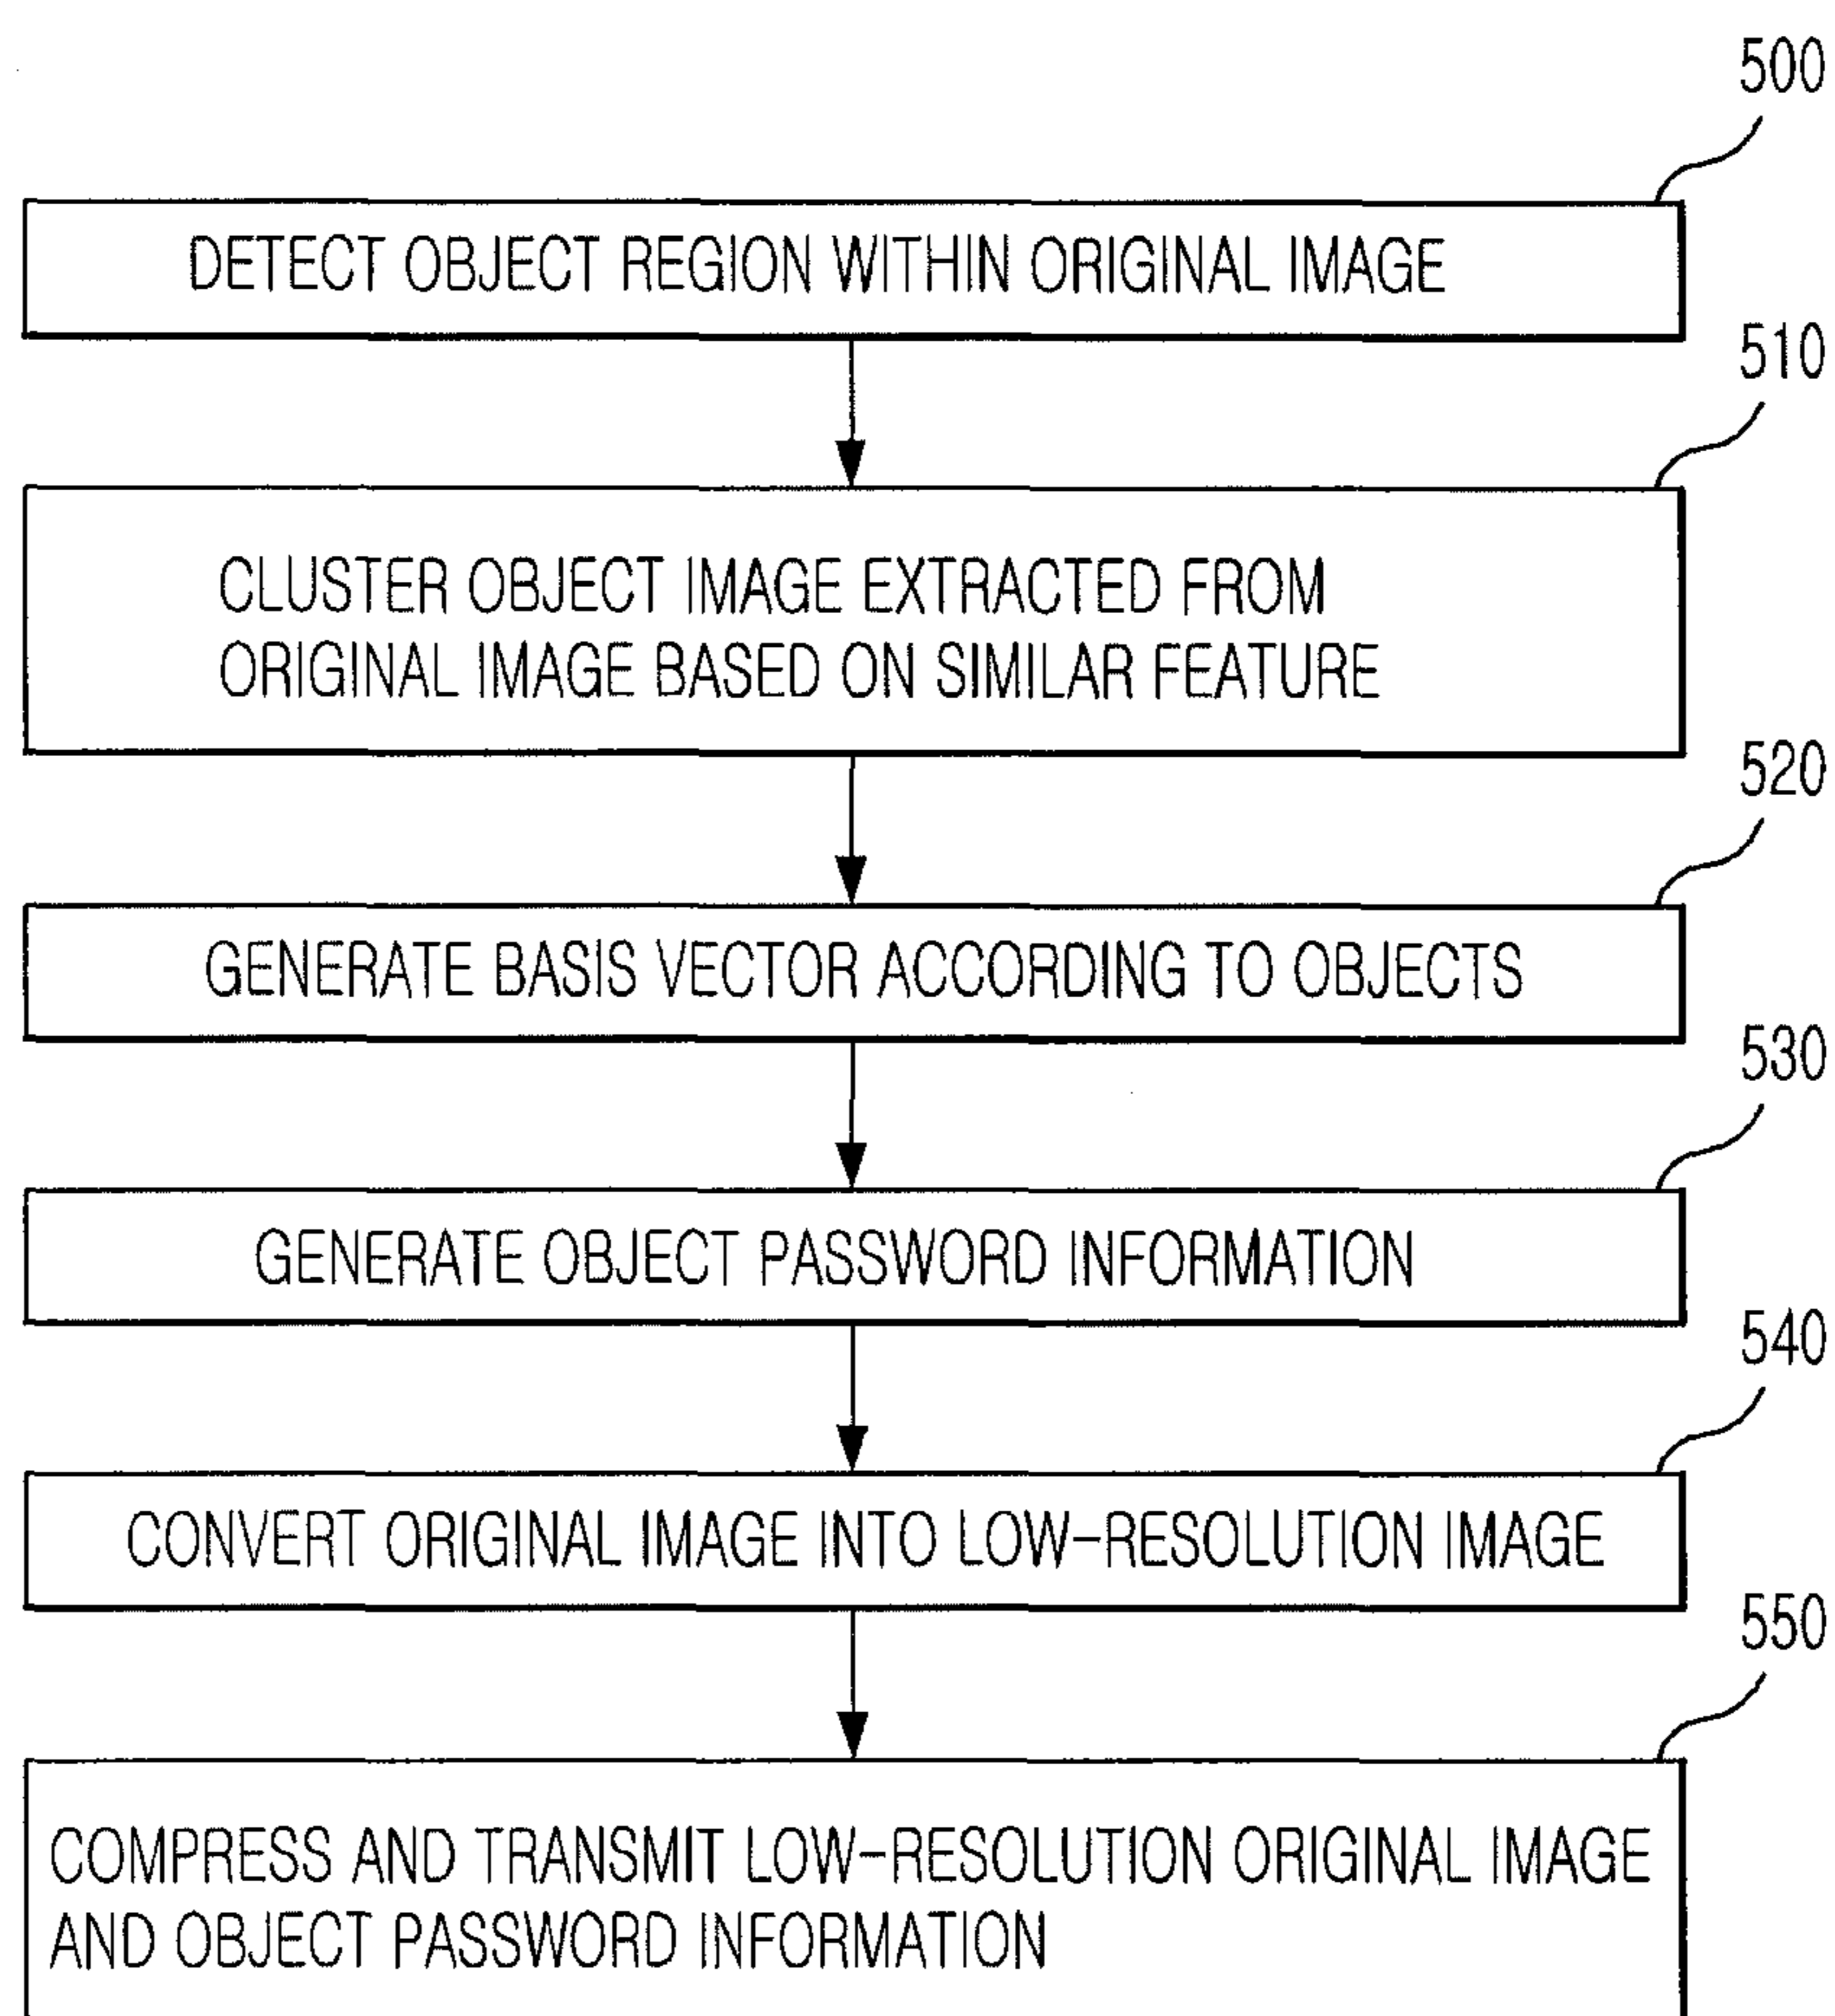 500
DETECT OBJECT REGION WITHIN ORIGINAL IMAGE
510
CLUSTER OBJECT IMAGE EXTRACTED FROM
ORIGINAL IMAGE BASED ON SIMILAR FEATURE
520
GENERATE BASIS VECTOR ACCORDING TO OBJECTS
530
GENERATE OBJECT PASSWORD INFORMATION
540
CONVERT ORIGINAL IMAGE INTO LOW-RESOLUTION IMAGE
550
COMPRESS AND TRANSMIT LOW-RESOLUTION ORIGINAL IMAGE
AND OBJECT PASSWORD INFORMATION